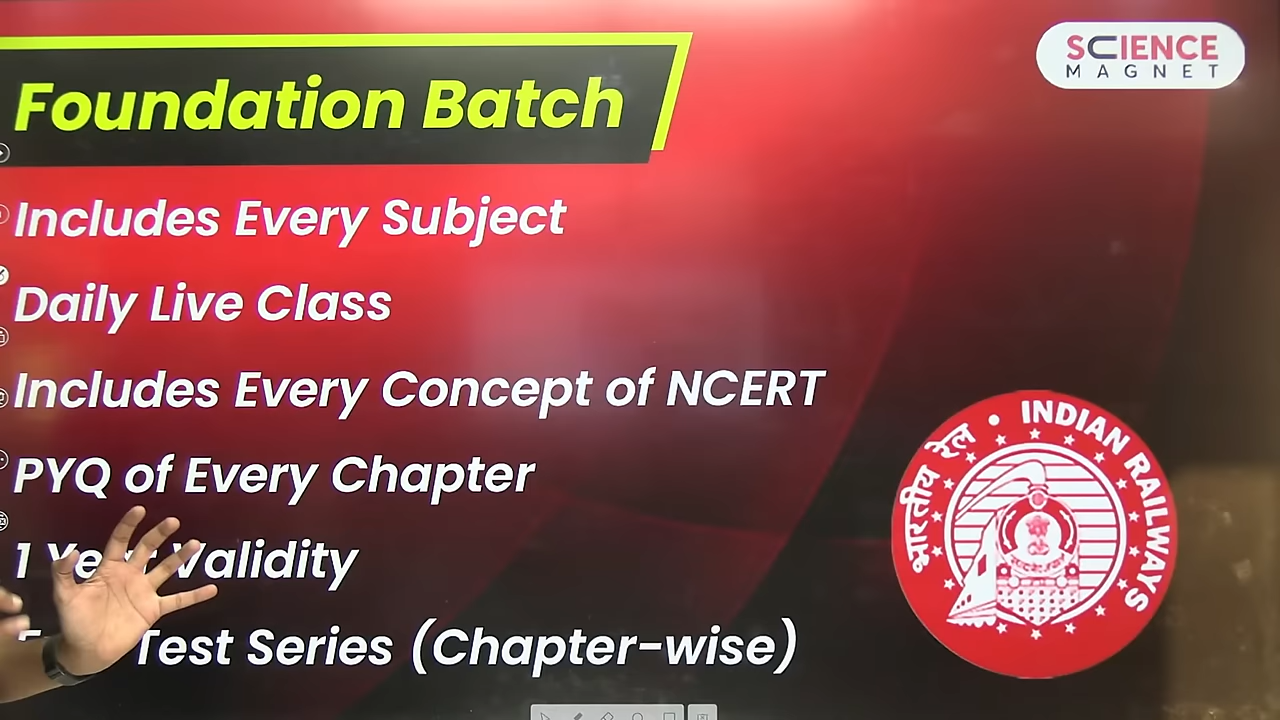 SCIENCE
MAGNET
Foundation Batch
Includes Every Subject
Daily Live Class
Includes Every Concept of NCERT
PYQ of Every Chapter
1 Year Validity
Test Series (Chapter-wise)
भारतीय रेल • INDIAN RAILWAYS